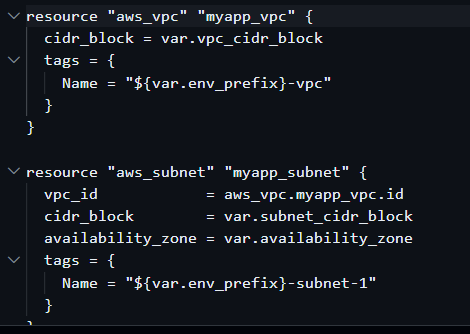 resource "aws_vpc" "myapp_vpc" {
  cidr_block = var.vpc_cidr_block
  tags = {
    Name = "${var.env_prefix}-vpc"
  }
}

resource "aws_subnet" "myapp_subnet" {
  vpc_id            = aws_vpc.myapp_vpc.id
  cidr_block        = var.subnet_cidr_block
  availability_zone = var.availability_zone
  tags = {
    Name = "${var.env_prefix}-subnet-1"
  }
}